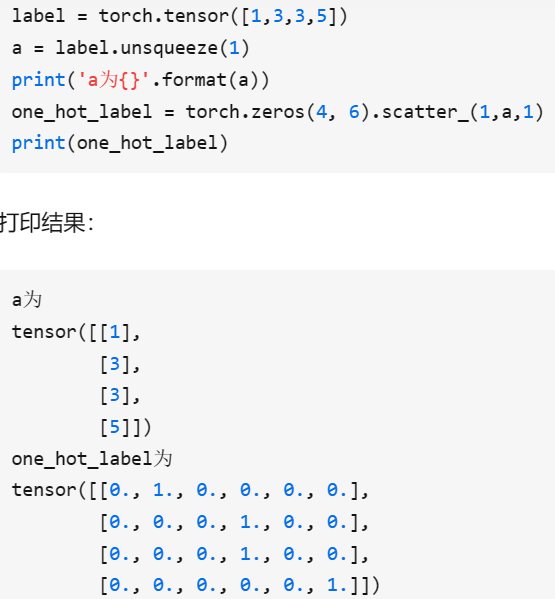 label = torch.tensor([1,3,3,5])
a = label.unsqueeze(1)
print('a为{}'.format(a))
one_hot_label = torch.zeros(4, 6).scatter_(1,a,1)
print(one_hot_label)
打印结果：
a为
tensor([[1],
        [3],
        [3],
        [5]])
one_hot_label为
tensor([[0., 1., 0., 0., 0., 0.],
        [0., 0., 0., 1., 0., 0.],
        [0., 0., 0., 1., 0., 0.],
        [0., 0., 0., 0., 0., 1.]])